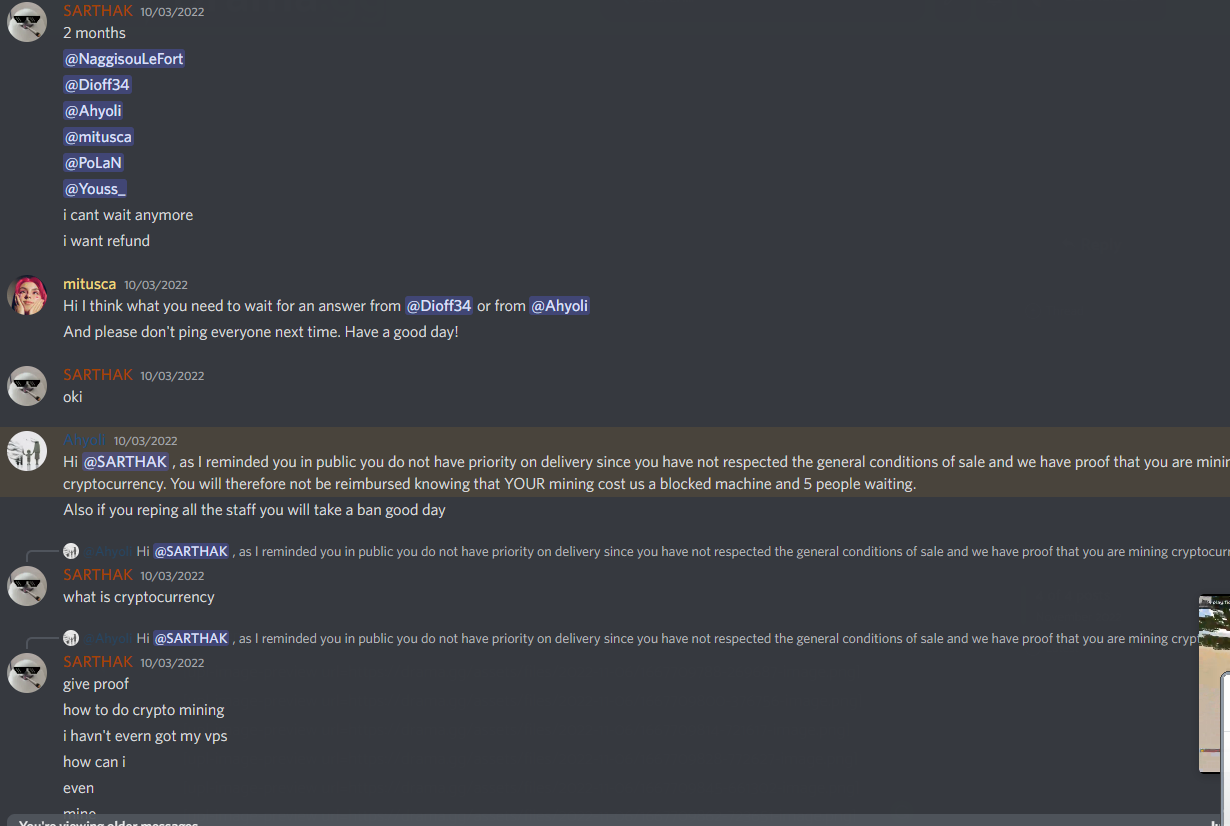 SARTHAK 10/03/2022
2 months
@NaggisouLeFort
@Dioff34
@Ahyoli
@mitusca
@PoLaN
@Youss_
i cant wait anymore
i want refund
mitusca 10/03/2022
Hi I think what you need to wait for an answer from @Dioff34 or from @Ahyoli
And please don't ping everyone next time. Have a good day!
SARTHAK 10/03/2022
oki
Ahyoli 10/03/2022
Hi @SARTHAK , as I reminded you in public you do not have priority on delivery since you have not respected the general conditions of sale and we have proof that you are minin
cryptocurrency. You will therefore not be reimbursed knowing that YOUR mining cost us a blocked machine and 5 people waiting.
Also if you reping all the staff you will take a ban good day
@Ahyoli Hi @SARTHAK , as I reminded you in public you do not have priority on delivery since you have not respected the general conditions of sale and we have proof that you are mining cryptocurr
SARTHAK 10/03/2022
what is cryptocurrency
@Ahyoli Hi @SARTHAK , as I reminded you in public you do not have priority on delivery since you have not respected the general conditions of sale and we have proof that you are mining cryp
SARTHAK 10/03/2022
give proof
how to do crypto mining
i havn't evern got my vps
how can i
even
mine
You're viewing older messages